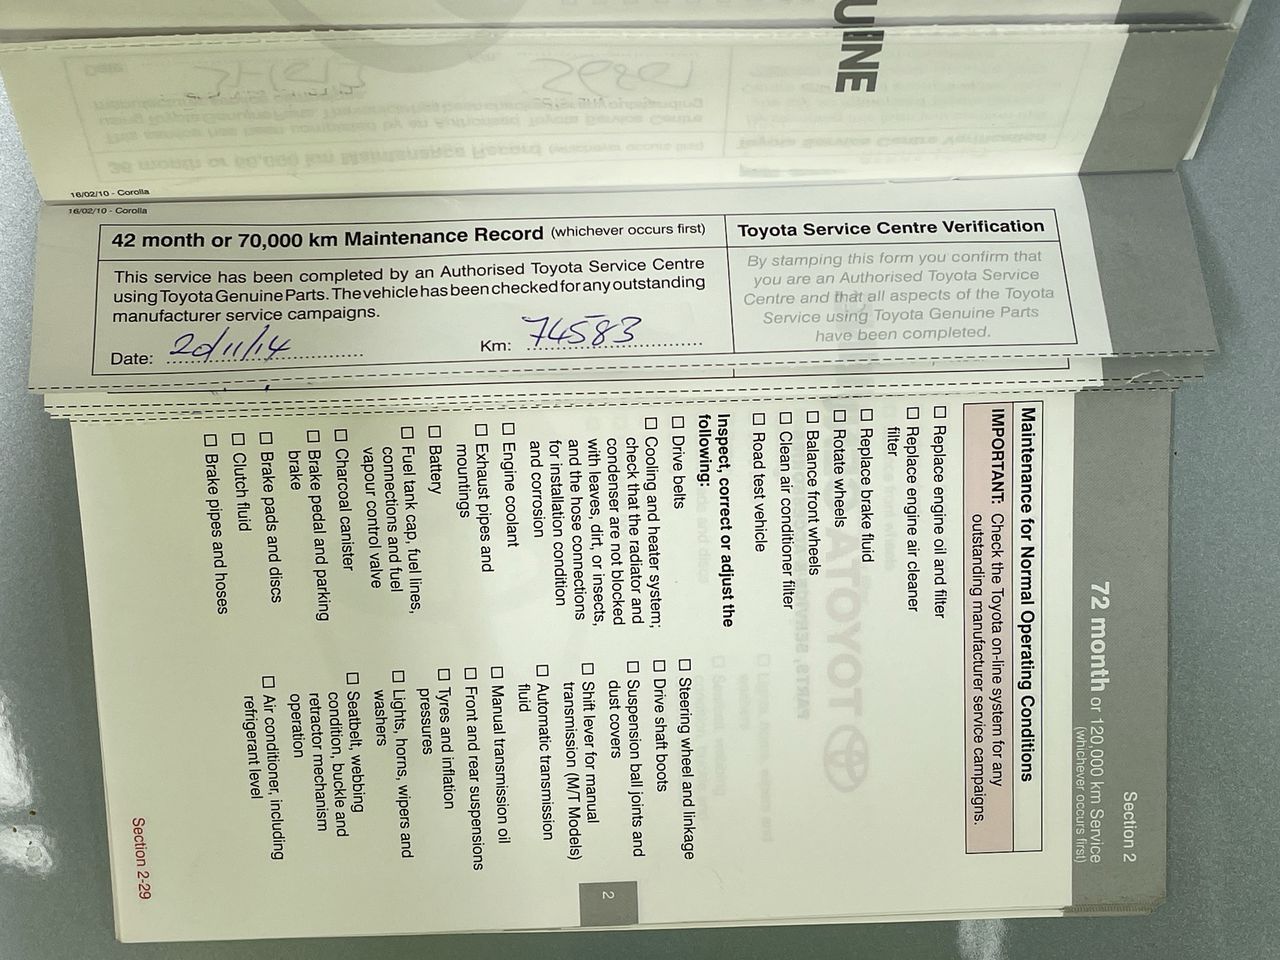 UINE
16/02/10 - Corolla
16/02/10 - Corolla
42 month or 70,000 km Maintenance Record (whichever occurs first)
This service has been completed by an Authorised Toyota Service Centre
using Toyota Genuine Parts. The vehicle has been checked for any outstanding
manufacturer service campaigns.
Date: 20/11/14 Km: 74583
Toyota Service Centre Verification
By stamping this form you confirm that
you are an Authorised Toyota Service
Centre and that all aspects of the Toyota
Service using Toyota Genuine Parts
have been completed.
Section 2
72 month or 120,000 km Service
(whichever occurs first)
Maintenance for Normal Operating Conditions
IMPORTANT: Check the Toyota on-line system for any
outstanding manufacturer service campaigns.
☐ Replace engine oil and filter
☐ Replace engine air cleaner
filter
☐ Replace brake fluid
☐ Rotate wheels
☐ Balance front wheels
☐ Clean air conditioner filter
☐ Road test vehicle
Inspect, correct or adjust the
following:
☐ Drive belts
☐ Cooling and heater system;
check that the radiator and
condenser are not blocked
with leaves, dirt, or insects,
and the hose connections
for installation condition
and corrosion
☐ Engine coolant
☐ Exhaust pipes and
mountings
☐ Battery
☐ Fuel tank cap, fuel lines,
connections and fuel
vapour control valve
☐ Charcoal canister
☐ Brake pedal and parking
brake
☐ Brake pads and discs
☐ Clutch fluid
☐ Brake pipes and hoses
☐ Steering wheel and linkage
☐ Drive shaft boots
☐ Suspension ball joints and
dust covers
☐ Shift lever for manual
transmission (M/T Models)
☐ Automatic transmission
fluid
☐ Manual transmission oil
☐ Front and rear suspensions
☐ Tyres and inflation
pressures
☐ Lights, horns, wipers and
washers
☐ Seatbelt, webbing
condition, buckle and
retractor mechanism
operation
☐ Air conditioner, including
refrigerant level
2
Section 2-29